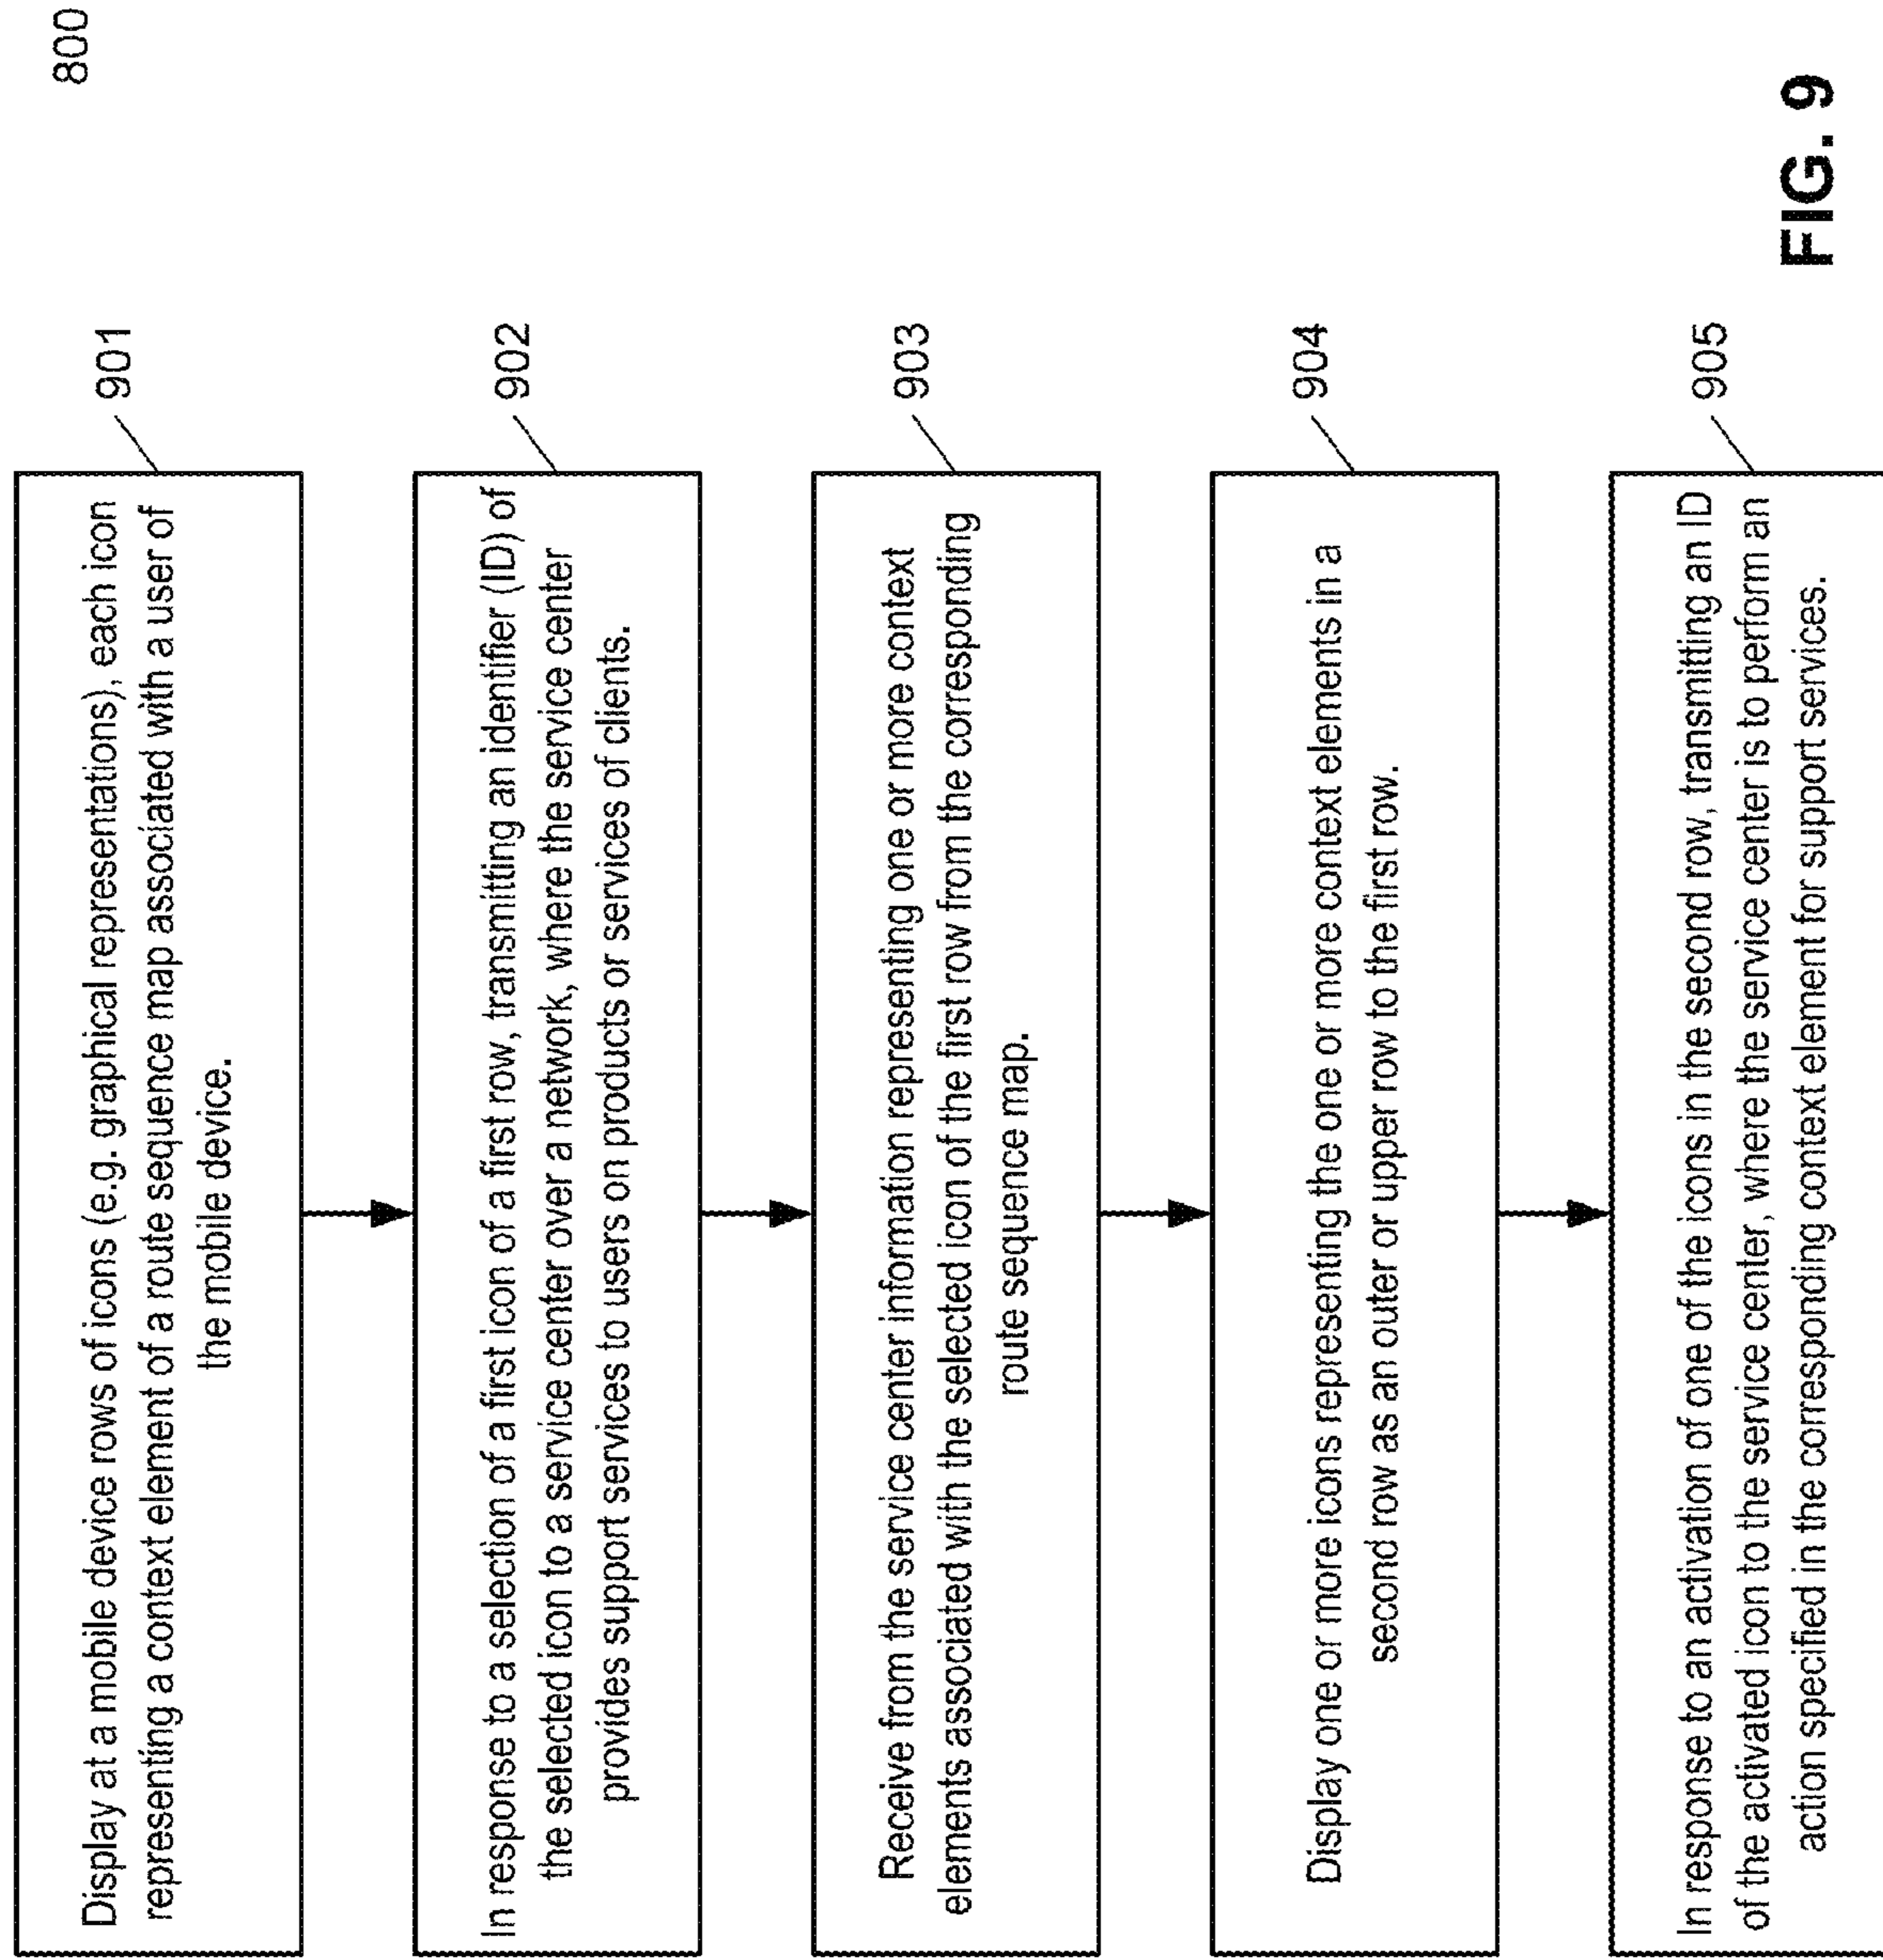 800
Display at a mobile device rows of icons (e.g. graphical representations), each icon
representing a context element of a route sequence map associated with a user of
the mobile device.
901
In response to a selection of a first icon of a first row, transmitting an identifier (ID) of
the selected icon to a service center over a network, where the service center
provides support services to users on products or services of clients.
902
Receive from the service center information representing one or more context
elements associated with the selected icon of the first row from the corresponding
route sequence map.
903
Display one or more icons representing the one or more context elements in a
second row as an outer or upper row to the first row.
904
In response to an activation of one of the icons in the second row, transmitting an ID
of the activated icon to the service center, where the service center is to perform an
action specified in the corresponding context element for support services.
905
FIG. 9